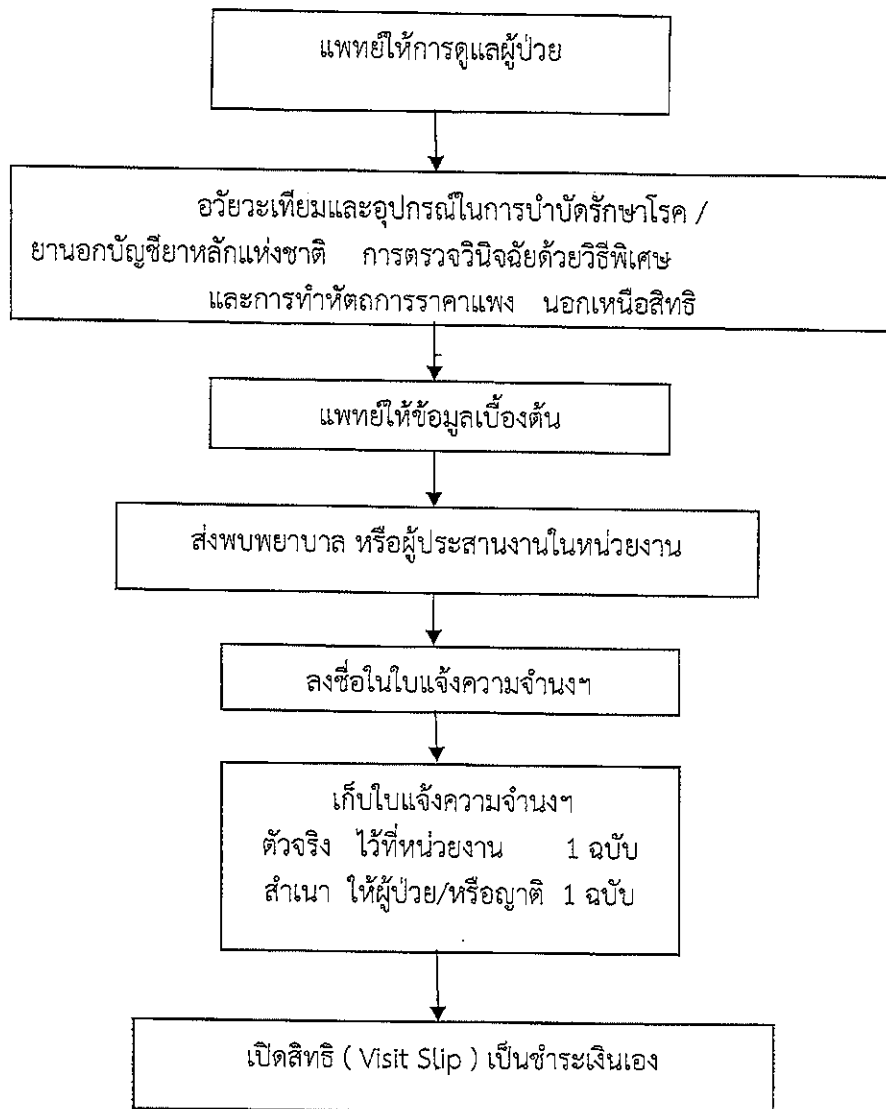 แพทย์ให้การดูแลผู้ป่วย
อวัยวะเทียมและอุปกรณ์ในการบำบัดรักษาโรค /
ยานอกบัญชียาหลักแห่งชาติ การตรวจวินิจฉัยด้วยวิธีพิเศษ
และการทำหัตถการราคาแพง นอกเหนือสิทธิ
แพทย์ให้ข้อมูลเบื้องต้น
ส่งพบพยาบาล หรือผู้ประสานงานในหน่วยงาน
ลงชื่อในใบแจ้งความจำนงฯ
เก็บใบแจ้งความจำนงฯ
ตัวจริง ไว้ที่หน่วยงาน 1 ฉบับ
สำเนา ให้ผู้ป่วย/หรือญาติ 1 ฉบับ
เปิดสิทธิ ( Visit Slip ) เป็นชำระเงินเอง